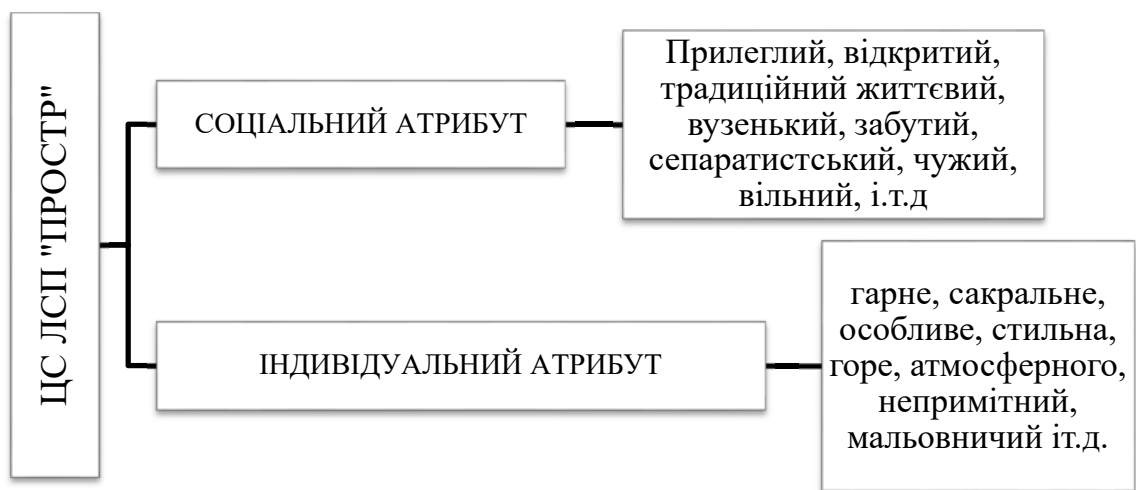 ЦС ЛСП "ПРОСТР"
СОЦІАЛЬНИЙ АТРИБУТ
Прилеглий, відкритий,
традиційний життєвий,
вузенький, забутий,
сепаратистський, чужий,
вільний, і.т.д
ІНДИВІДУАЛЬНИЙ АТРИБУТ
гарне, сакральне,
особливе, стильна,
горе, атмосферного,
непримітний,
мальовничий іт.д.